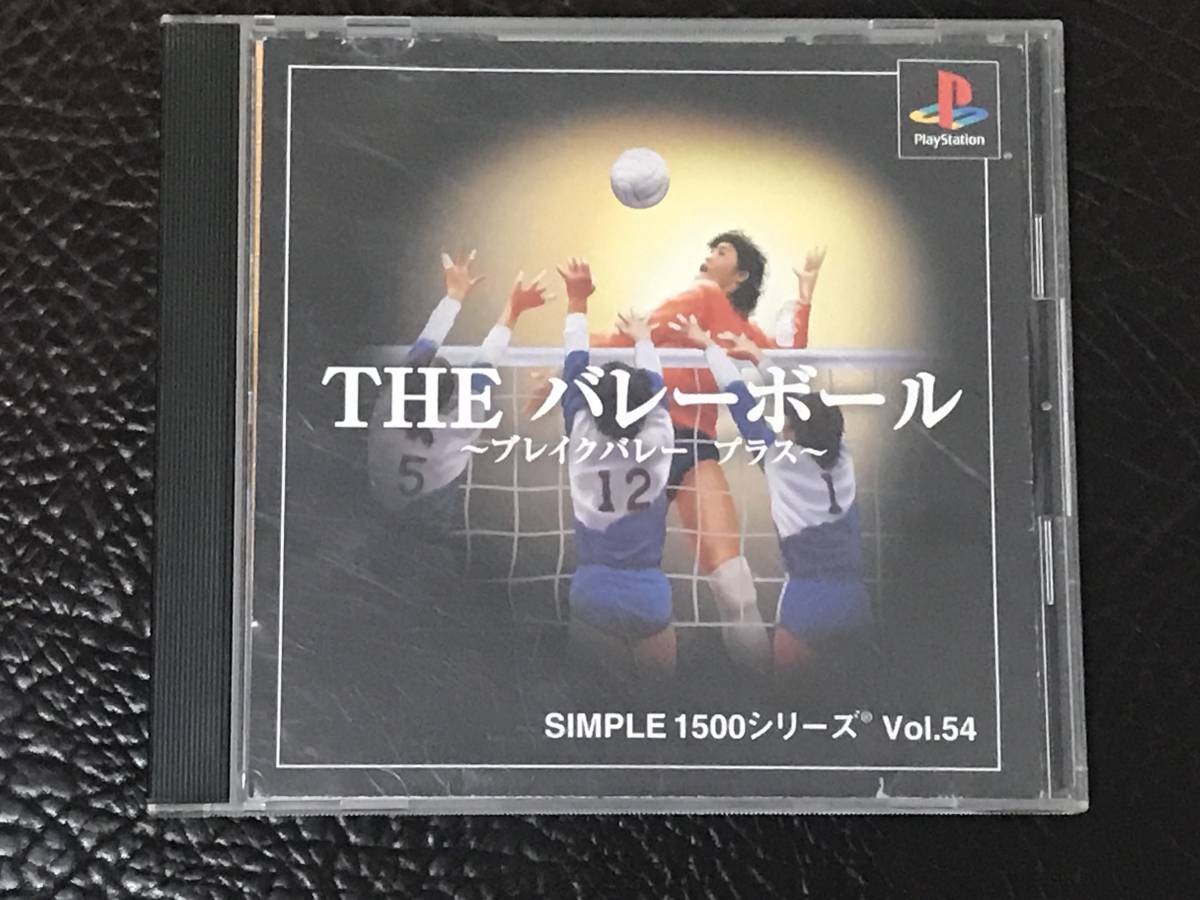 PlayStation
THE バレーボール
～ブレイクバレー プラス～
5
12
1
SIMPLE 1500シリーズ® Vol.54